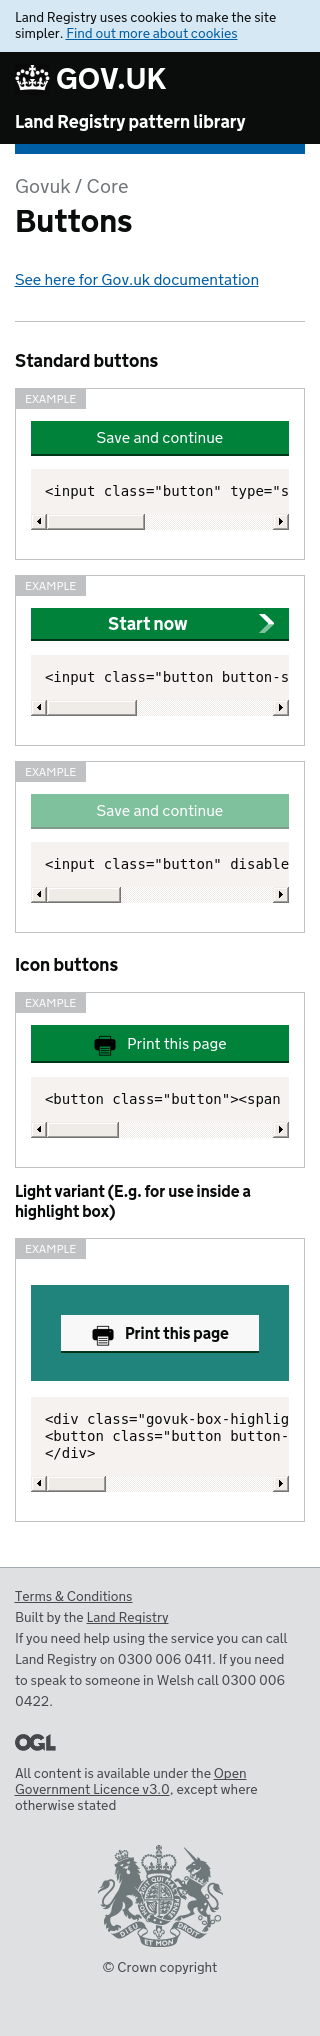 Land Registry uses cookies to make the site
simpler. Find out more about cookies
GOV.UK
Land Registry pattern library
Govuk / Core
Buttons
See here for Gov.uk documentation
Standard buttons
EXAMPLE
Save and continue
<input class="button" type="s
EXAMPLE
Start now
<input class="button button-s
EXAMPLE
Save and continue
<input class="button" disable
Icon buttons
EXAMPLE
Print this page
<button class="button"><span
Light variant (E.g. for use inside a
highlight box)
EXAMPLE
Print this page
<div class="govuk-box-highlig
<button class="button button-
</div>
Terms & Conditions
Built by the Land Registry
If you need help using the service you can call
Land Registry on 0300 006 0411. If you need
to speak to someone in Welsh call 0300 006
0422.
OGL
All content is available under the Open
Government Licence v3.0, except where
otherwise stated
DIEU ET MON DROIT
© Crown copyright